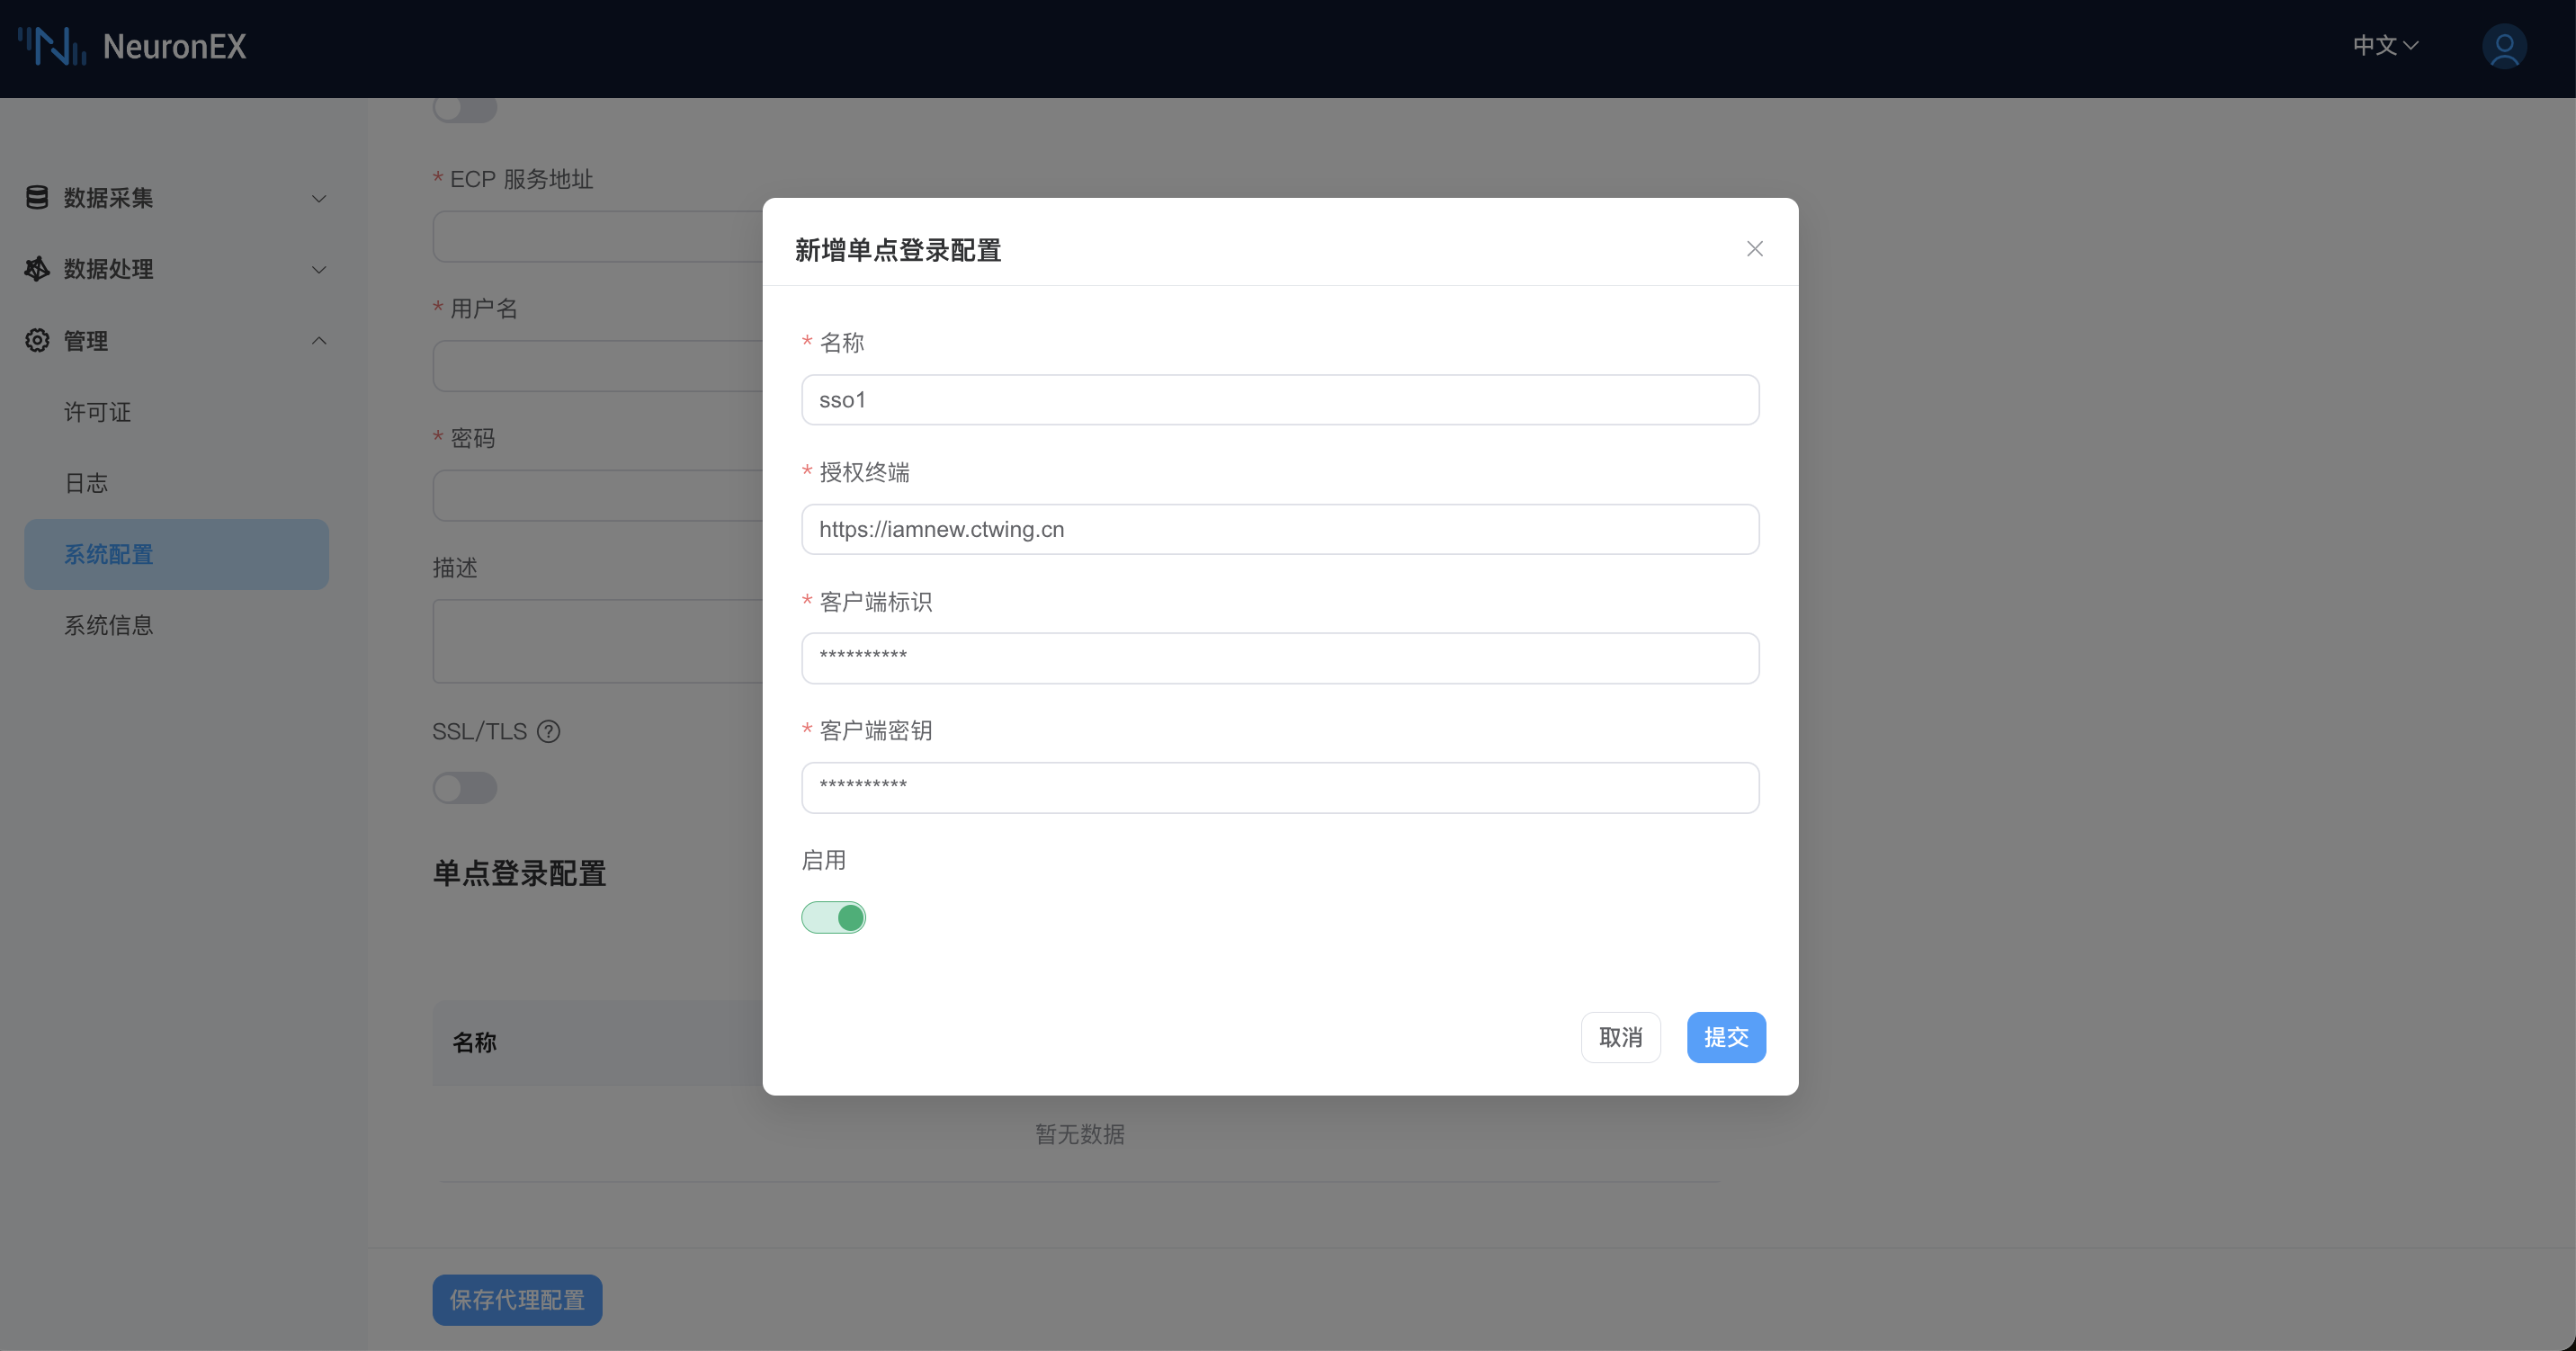 NeuronEX
中文
数据采集
数据处理
管理
许可证
日志
系统配置
系统信息
* ECP 服务地址
* 用户名
* 密码
描述
SSL/TLS ?
单点登录配置
名称
暂无数据
保存代理配置
新增单点登录配置
* 名称
sso1
* 授权终端
https://iamnew.ctwing.cn
* 客户端标识
**********
* 客户端密钥
**********
启用
取消
提交